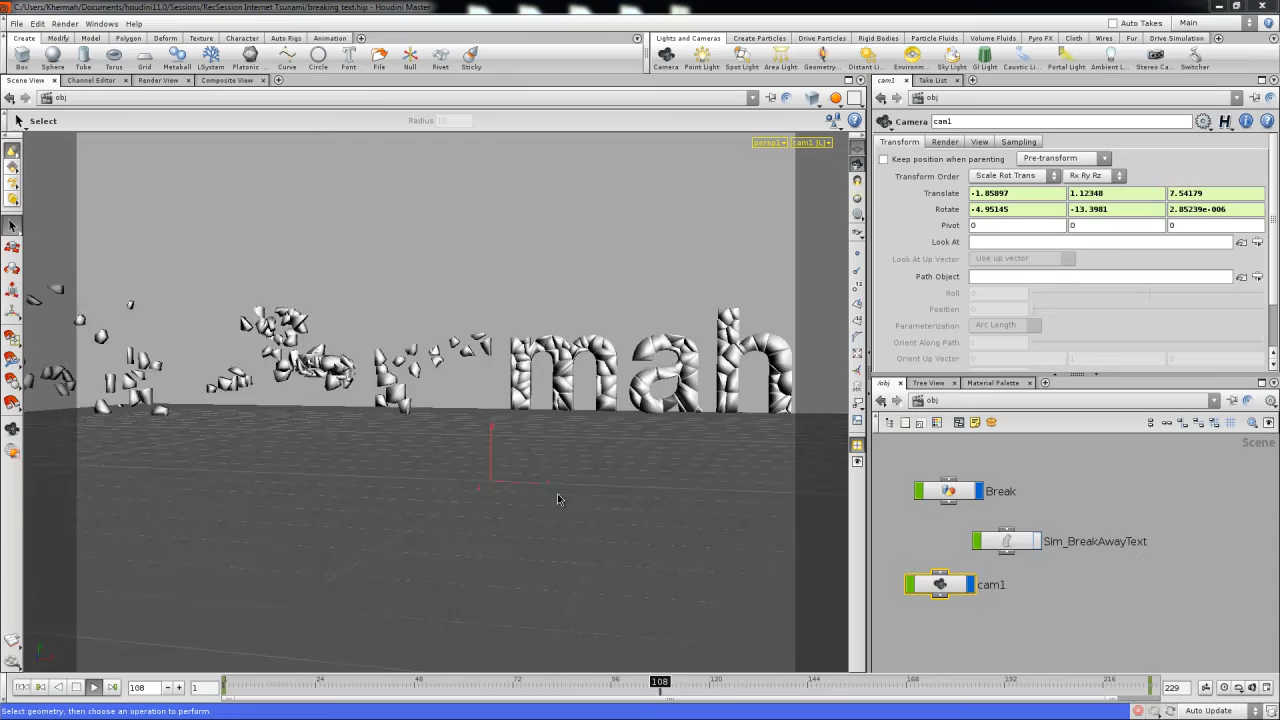 C:/Users/Khermah/Documents/houdini11.0/Sessions/RecSession Internet Tsunami/breaking text.hip - Houdini Master
File Edit Render Windows Help
Auto Takes Main
Create Modify Model Polygon Deform Texture Character Auto Rigs Animation
Lights and Cameras Create Particles Drive Particles Rigid Bodies Particle Fluids Volume Fluids Pyro FX Cloth Wires Fur Drive Simulation
Box Sphere Tube Torus Grid Metaball LSystem Platonic ... Curve Circle Font File Null Rivet Sticky
Camera Point Light Spot Light Area Light Geometry... Distant Li... Environm... Sky Light GI Light Caustic Li... Portal Light Ambient L... Stereo Ca... Switcher
Scene View Channel Editor Render View Composite View
cam1 Take List
obj
obj
Select Radius 10
persp1 cam1 [L]
mah
Camera cam1
Transform Render View Sampling
Keep position when parenting Pre-transform
Transform Order Scale Rot Trans Rx Ry Rz
Translate -1.85897 1.12348 7.54179
Rotate -4.95145 -13.3981 2.85239e-006
Pivot 0 0 0
Look At
Look At Up Vector Use up vector
Path Object
Roll 0
Position 0
Parameterization Arc Length
Orient Along Path
Orient Up Vector
/obj Tree View Material Palette
obj
Scene
Break
Sim_BreakAwayText
cam1
108 1 24 48 72 108 120 144 168 192 216 229
Select geometry, then choose an operation to perform.
Auto Update